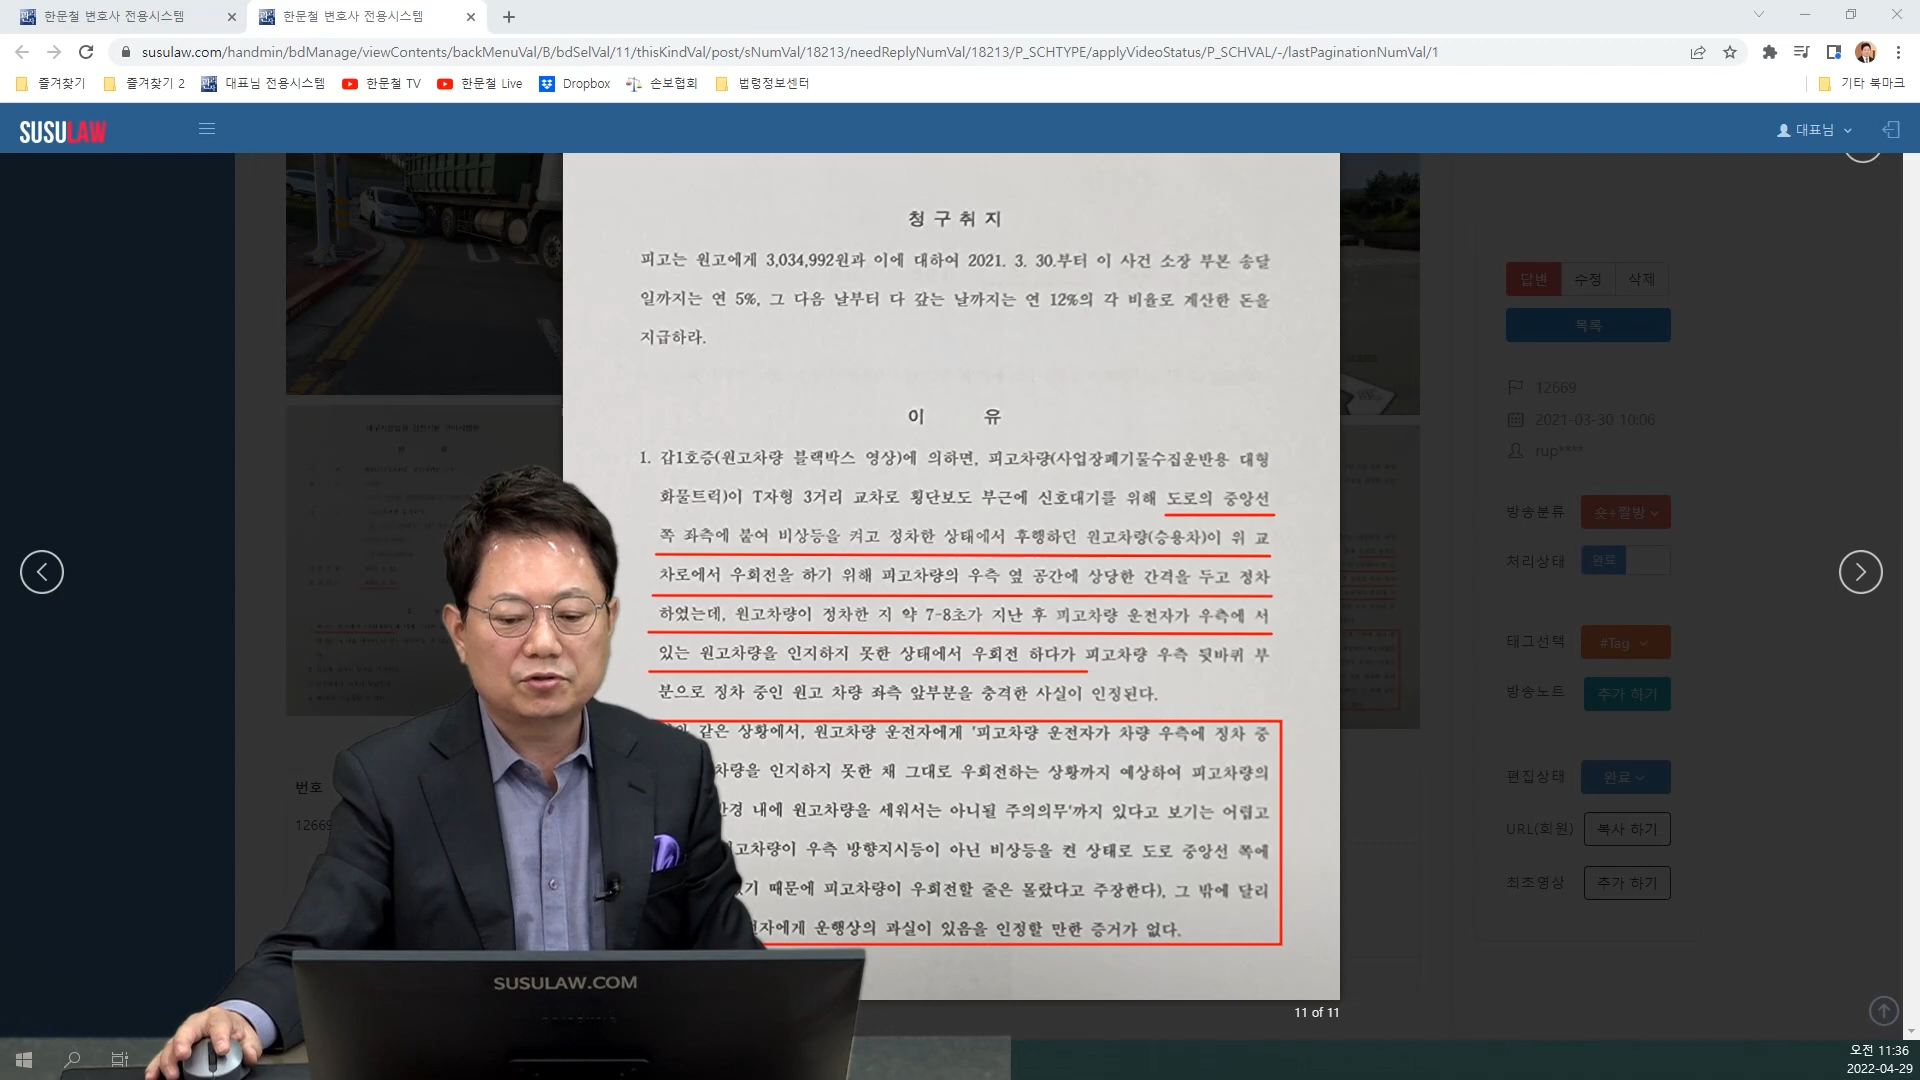 한문철 변호사 전용시스템
한문철 변호사 전용시스템
susulaw.com/handmin/bdManage/viewContents/backMenuVal/B/bdSelVal/11/thisKindVal/post/sNumVal/18213/needReplyNumVal/18213/P_SCHTYPE/applyVideoStatus/P_SCHVAL/-/lastPaginationNumVal/1
즐겨찾기
즐겨찾기 2
대표님 전용시스템
한문철 TV
한문철 Live
Dropbox
손보협회
법령정보센터
기타 북마크
SUSULAW
대표님
청 구 취 지
피고는 원고에게 3,034,992원과 이에 대하여 2021. 3. 30.부터 이 사건 소장 부본 송달
일까지는 연 5%, 그 다음 날부터 다 갚는 날까지는 연 12%의 각 비율로 계산한 돈을
지급하라.
이 유
1. 갑1호증(원고차량 블랙박스 영상)에 의하면, 피고차량(사업장폐기물수집운반용 대형
화물트럭)이 T자형 3거리 교차로 횡단보도 부근에 신호대기를 위해 도로의 중앙선
쪽 좌측에 붙여 비상등을 켜고 정차한 상태에서 후행하던 원고차량(승용차)이 위 교
차로에서 우회전을 하기 위해 피고차량의 우측 옆 공간에 상당한 간격을 두고 정차
하였는데, 원고차량이 정차한 지 약 7-8초가 지난 후 피고차량 운전자가 우측에 서
있는 원고차량을 인지하지 못한 상태에서 우회전 하다가 피고차량 우측 뒷바퀴 부
분으로 정차 중인 원고 차량 좌측 앞부분을 충격한 사실이 인정된다.
같은 상황에서, 원고차량 운전자에게 '피고차량 운전자가 차량 우측에 정차 중
차량을 인지하지 못한 채 그대로 우회전하는 상황까지 예상하여 피고차량의
반경 내에 원고차량을 세워서는 아니될 주의의무'까지 있다고 보기는 어렵고
피고차량이 우측 방향지시등이 아닌 비상등을 켠 상태로 도로 중앙선 쪽에
있기 때문에 피고차량이 우회전할 줄은 몰랐다고 주장한다), 그 밖에 달리
전자에게 운행상의 과실이 있음을 인정할 만한 증거가 없다.
11 of 11
답변
수정
삭제
목록
12669
2021-03-30 10:06
rup****
방송분류
숏+짤방
처리상태
완료
태그선택
#Tag
방송노트
추가 하기
편집상태
완료
URL(회원)
복사 하기
최초영상
추가 하기
번호
12669
SUSULAW.COM
오전 11:36
2022-04-29